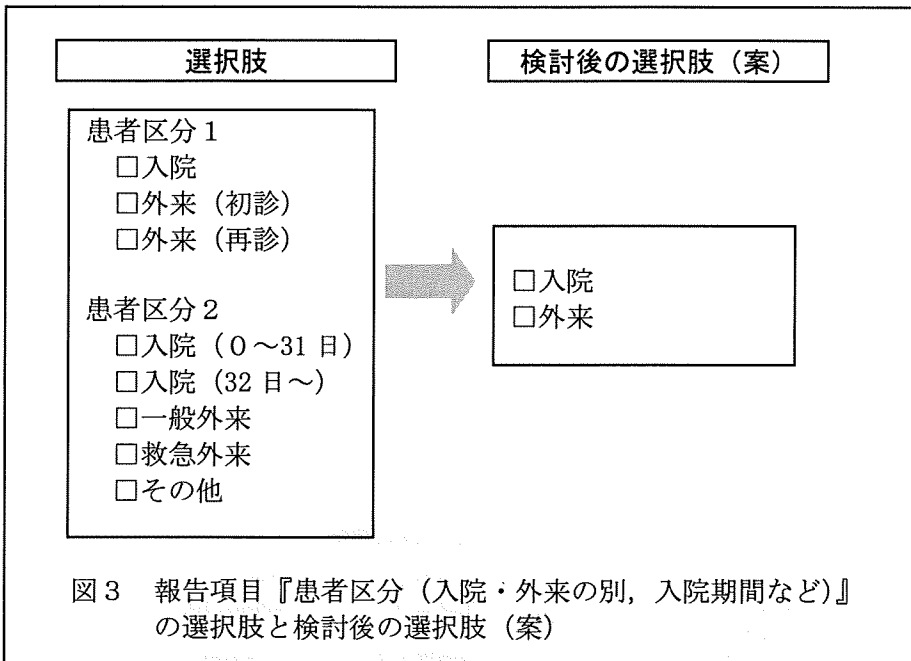 選択肢
検討後の選択肢(案)
患者区分1
□入院
□外来(初診)
□外来(再診)
患者区分2
□入院(0~31日)
□入院(32日~)
□一般外来
□救急外来
□その他
□入院
□外来
図3 報告項目『患者区分(入院・外来の別,入院期間など)』
の選択肢と検討後の選択肢(案)